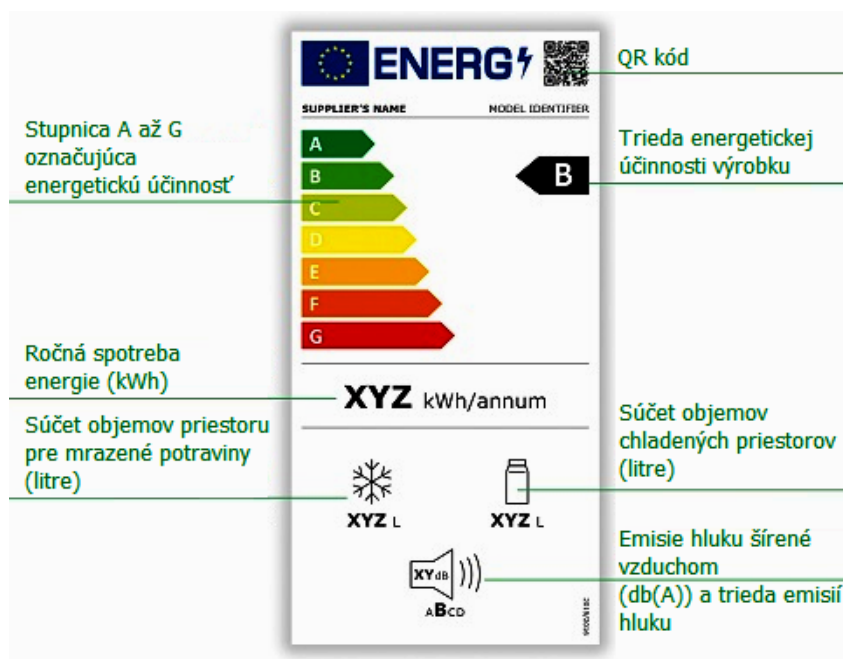 ENERG
QR kód
SUPPLIER'S NAME
MODEL IDENTIFIER
Stupnica A až G
označujúca
energetickú účinnosť
Trieda energetickej
účinnosti výrobku
A
B
B
C
D
E
F
G
Ročná spotreba
energie (kWh)
XYZ kWh/annum
Súčet objemov priestoru
pre mrazené potraviny
(litre)
Súčet objemov
chladených priestorov
(litre)
XYZ L
XYZ L
Emisie hluku šírené
vzduchom
(db(A)) a trieda emisií
hluku
XY dB
ABCD